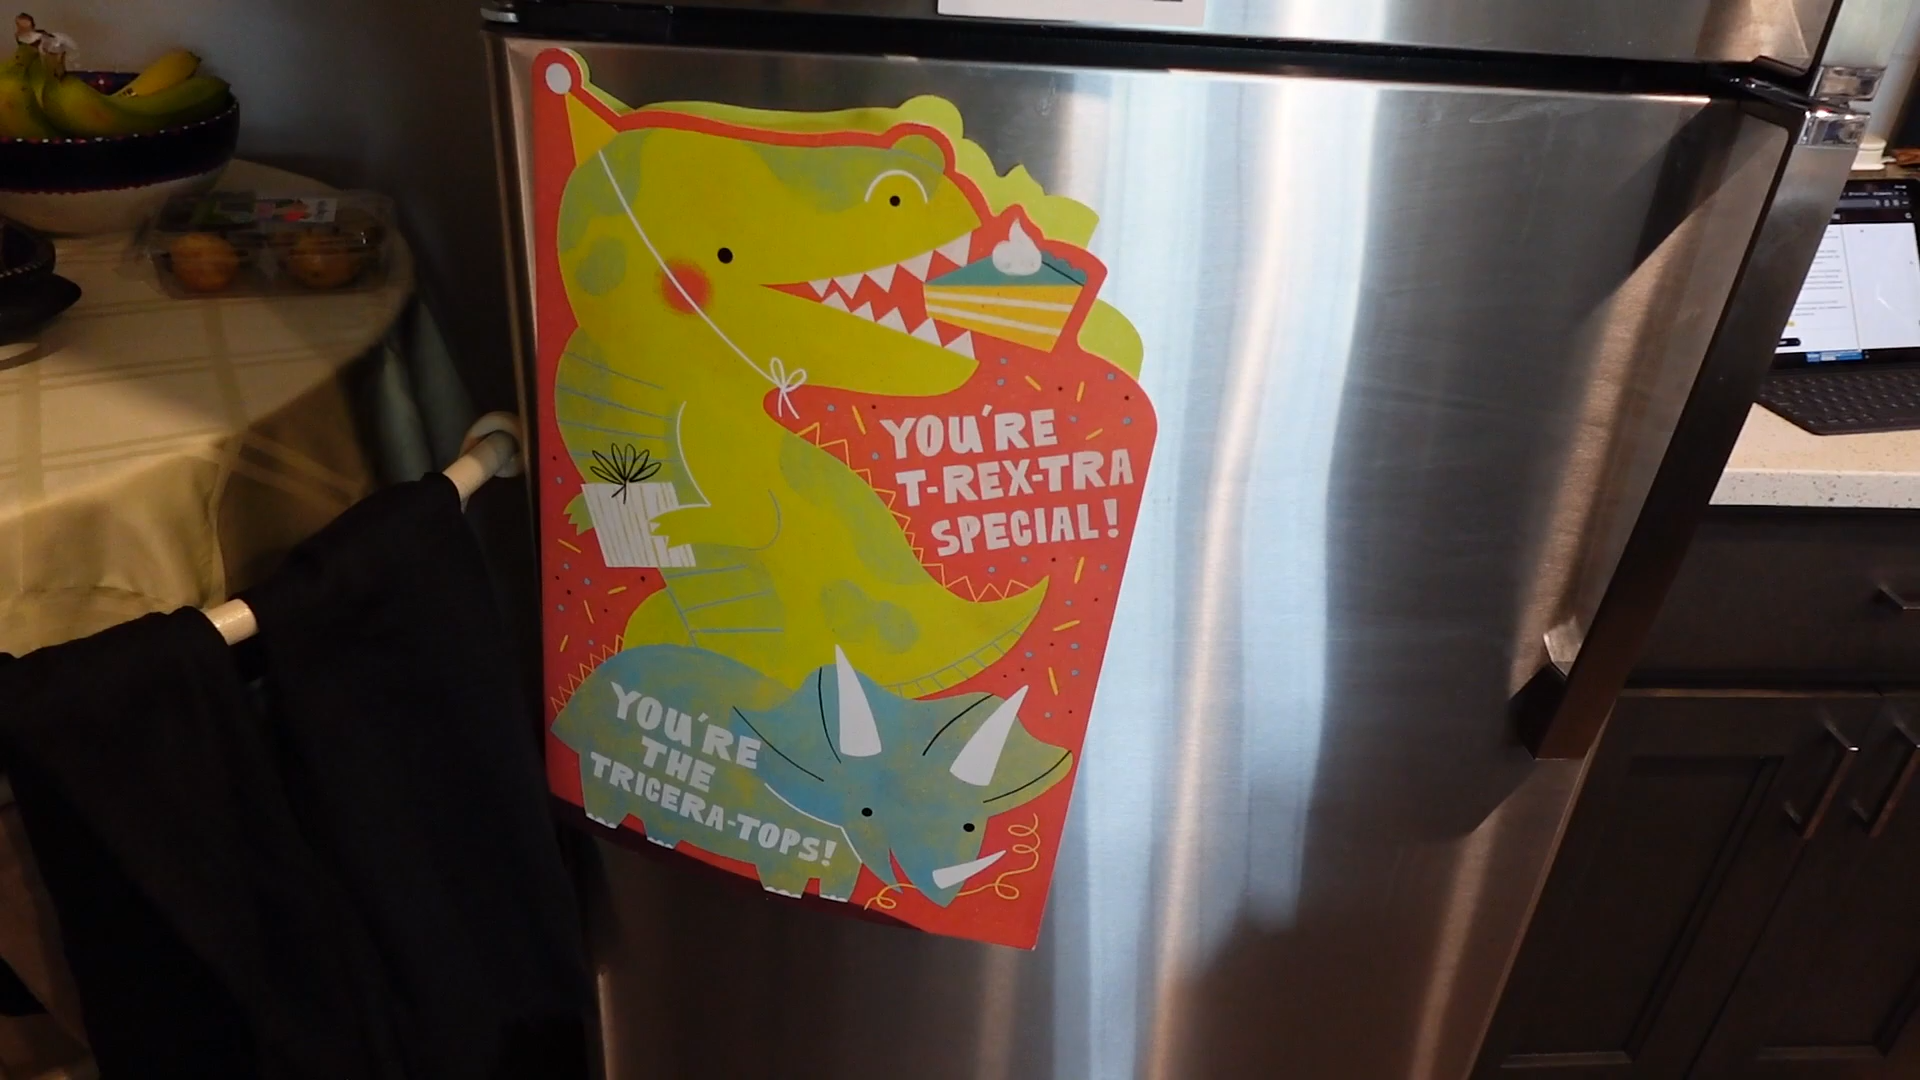 YOU'RE
T-REX-TRA
SPECIAL!
YOU'RE
THE
TRICERA-TOPS!